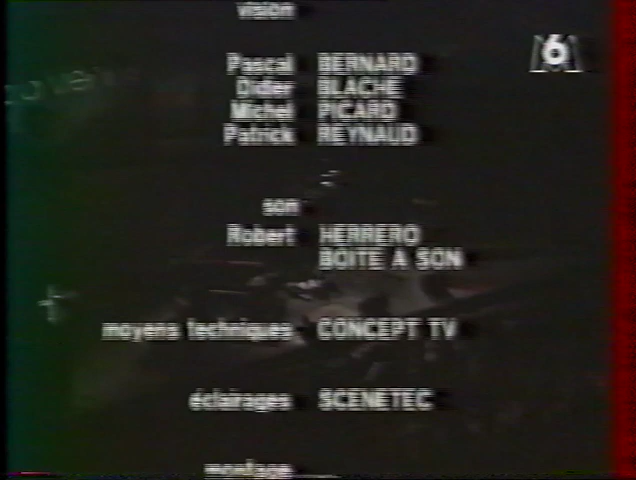 vision
Pascal BERNARD
Didier BLACHE
Michel PICARD
Patrick REYNAUD
son
Robert HERRERO
BOITE A SON
moyens techniques CONCEPT TV
éclairages SCENETEC
montage
M6